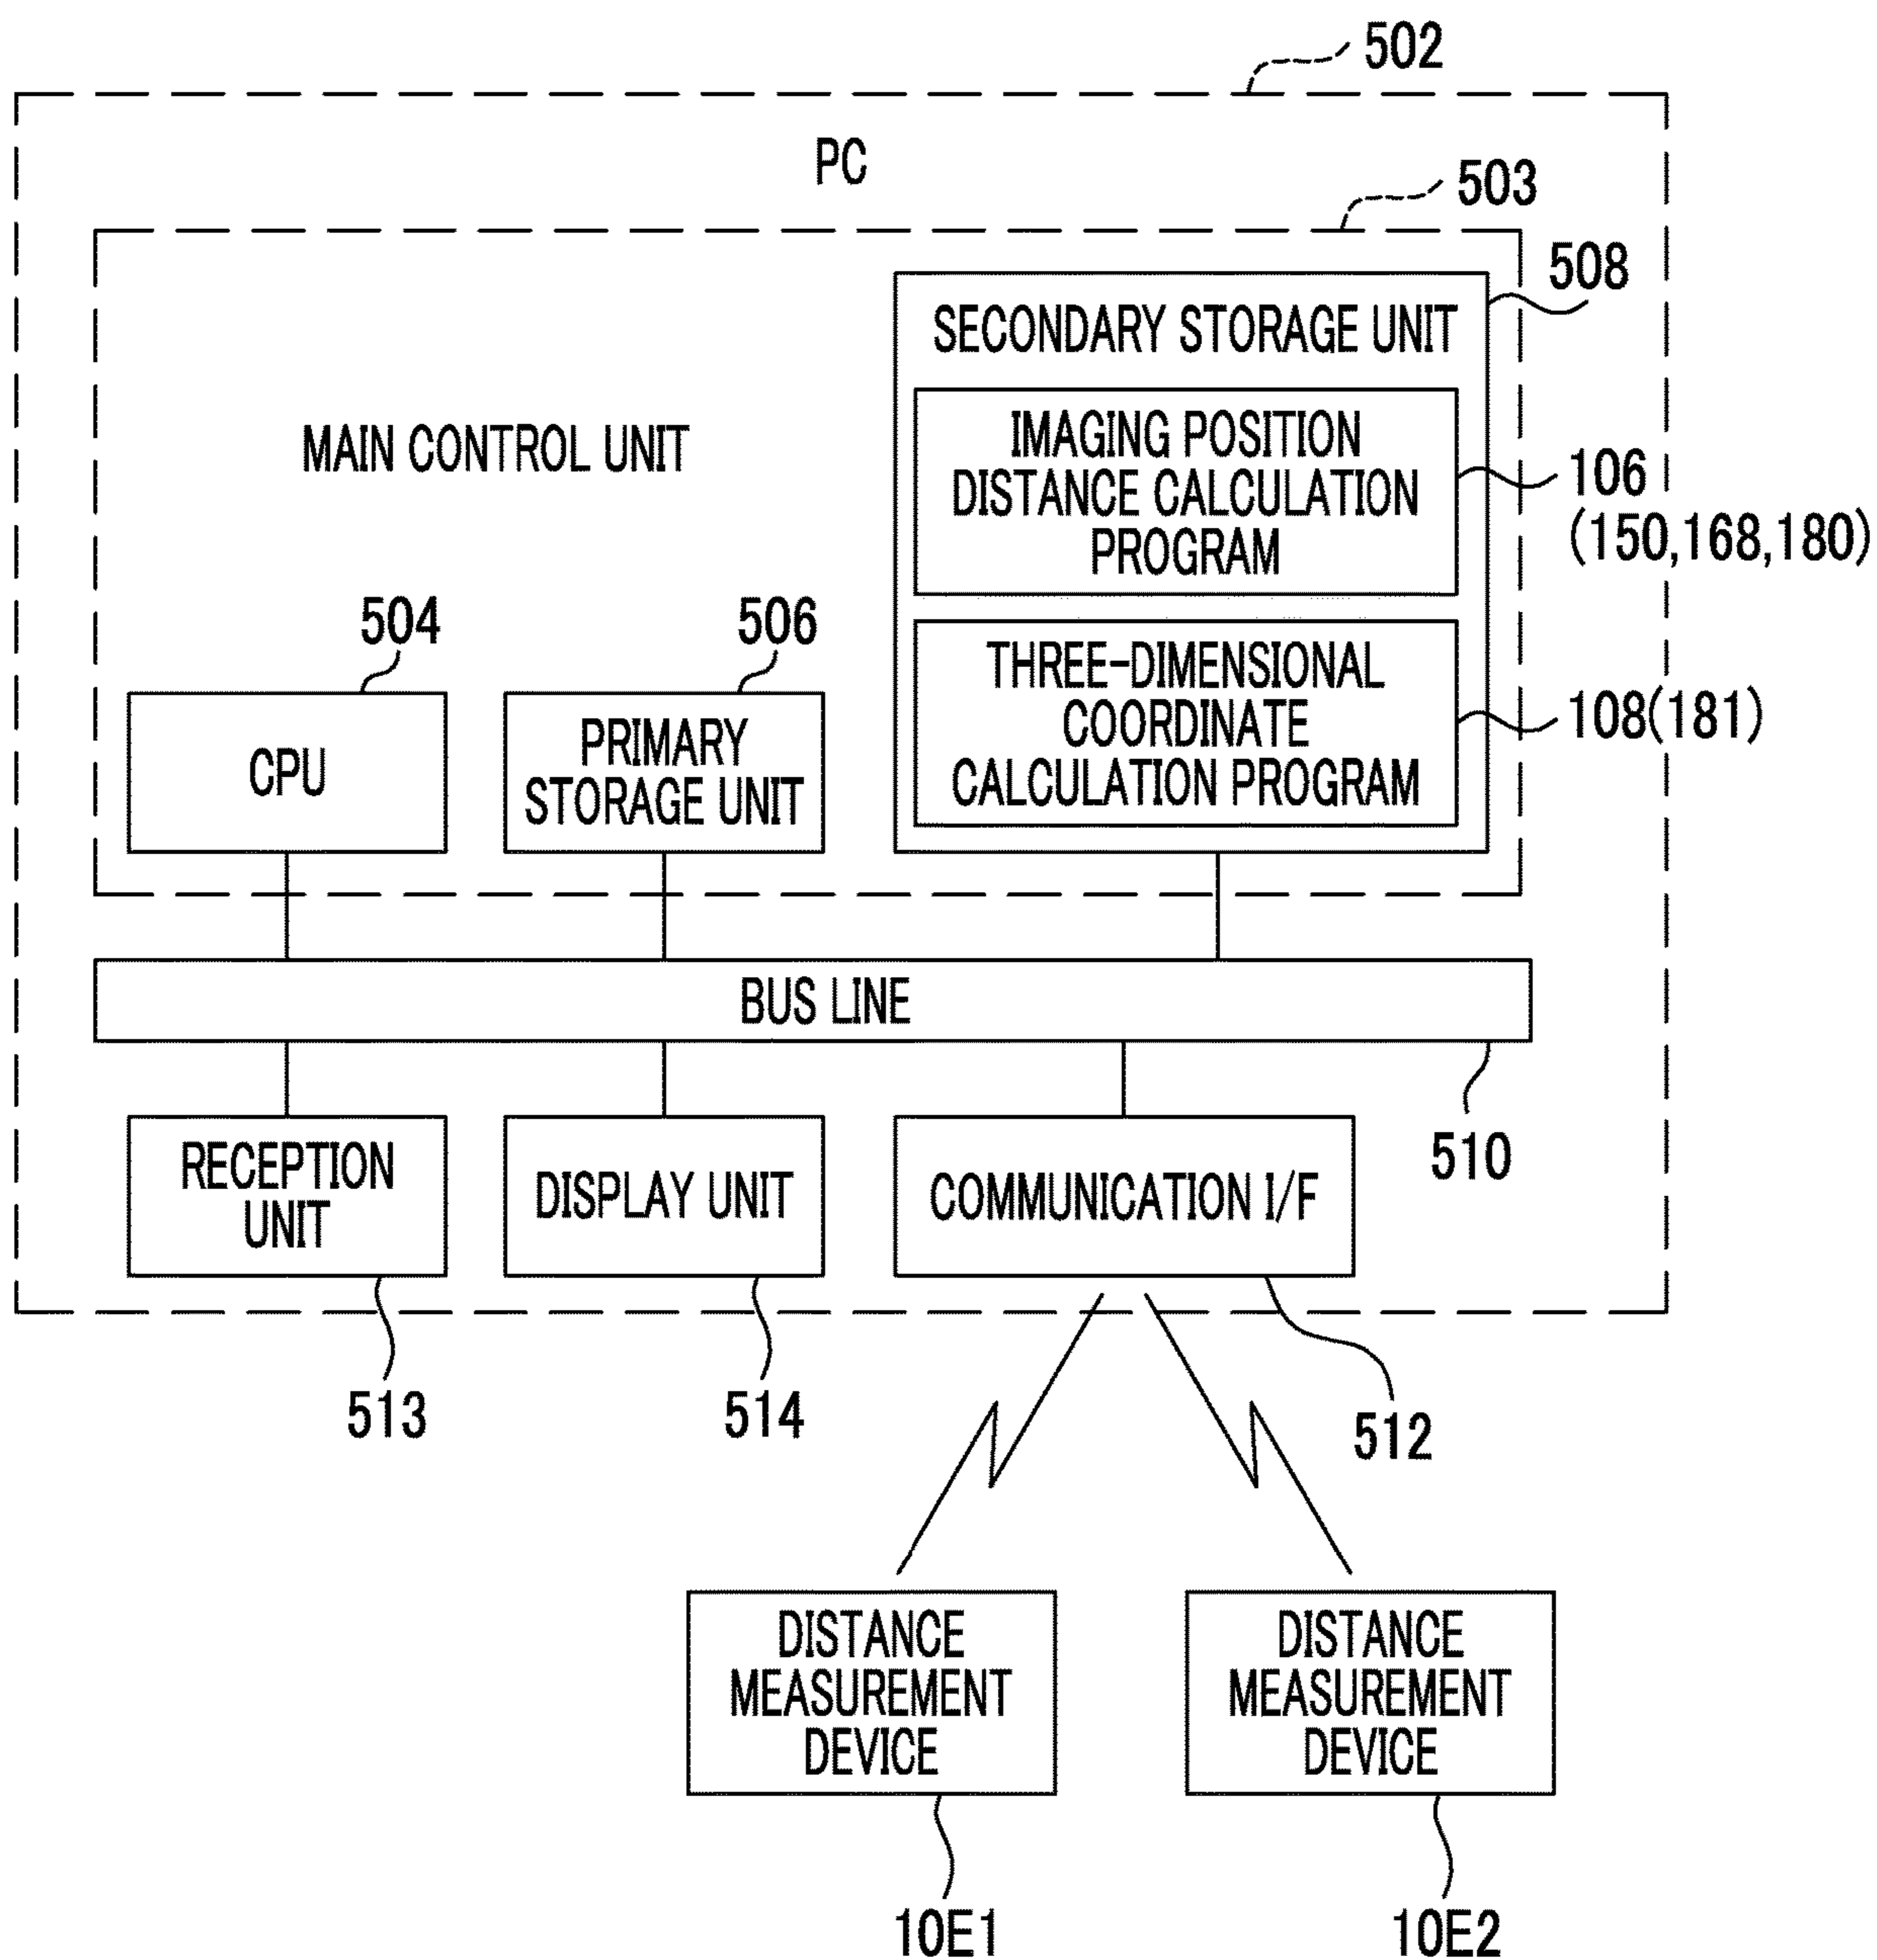 502
PC
503
508
SECONDARY STORAGE UNIT
IMAGING POSITION
DISTANCE CALCULATION
PROGRAM
106
(150,168,180)
MAIN CONTROL UNIT
504
506
THREE-DIMENSIONAL
COORDINATE
CALCULATION PROGRAM
108(181)
CPU
PRIMARY
STORAGE UNIT
BUS LINE
510
RECEPTION
UNIT
DISPLAY UNIT
COMMUNICATION I/F
513
514
512
DISTANCE
MEASUREMENT
DEVICE
DISTANCE
MEASUREMENT
DEVICE
10E1
10E2